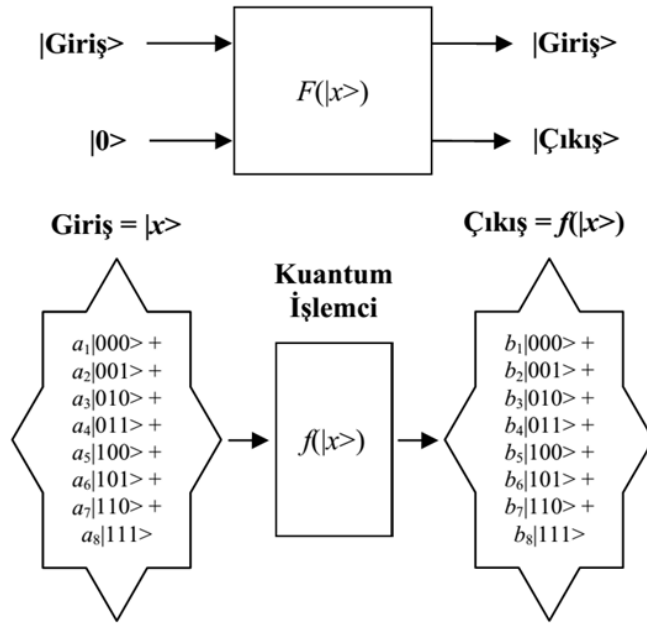 |Giriş>
F(|x>)
|Giriş>
|0>
|Çıkış>
Giriş = |x>
Çıkış = f(|x>)
Kuantum
İşlemci
a₁|000> +
a₂|001> +
a₃|010> +
a₄|011> +
a₅|100> +
a₆|101> +
a₇|110> +
a₈|111>
f(|x>)
b₁|000> +
b₂|001> +
b₃|010> +
b₄|011> +
b₅|100> +
b₆|101> +
b₇|110> +
b₈|111>